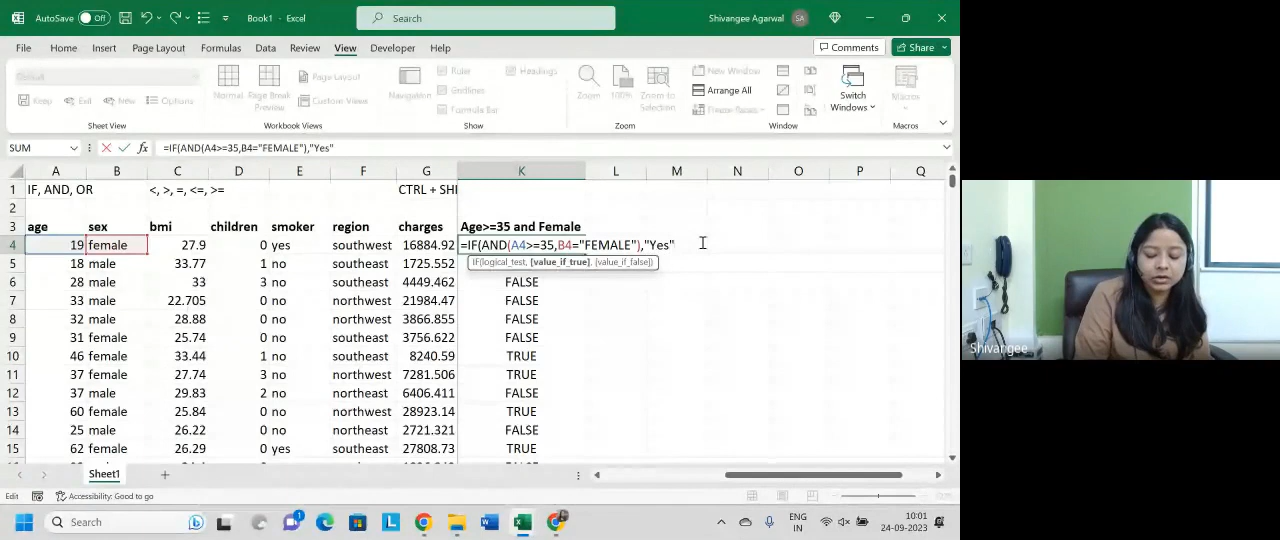 AutoSave Off Book1 - Excel Search Shivangee Agarwal SA
File Home Insert Page Layout Formulas Data Review View Developer Help Comments Share
Default
Keep Exit New Options
Sheet View
Normal Page Break Preview Page Layout Custom Views
Workbook Views
Navigation Ruler Gridlines Formula Bar Headings
Show
Zoom 100% Zoom to Selection
Zoom
New Window Arrange All Freeze Panes Switch Windows
Window
Macros
Macros
SUM fx =IF(AND(A4>=35,B4="FEMALE"),"Yes"
A B C D E F G K L M N O P Q
1 IF, AND, OR <, >, =, <=, >= CTRL + SHI
2
3 age sex bmi children smoker region charges Age>=35 and Female
4 19 female 27.9 0 yes southwest 16884.92 =IF(AND(A4>=35,B4="FEMALE"),"Yes"
IF(logical_test, [value_if_true], [value_if_false])
5 18 male 33.77 1 no southeast 1725.552
6 28 male 33 3 no southeast 4449.462 FALSE
7 33 male 22.705 0 no northwest 21984.47 FALSE
8 32 male 28.88 0 no northwest 3866.855 FALSE
9 31 female 25.74 0 no southeast 3756.622 FALSE
10 46 female 33.44 1 no southeast 8240.59 TRUE
11 37 female 27.74 3 no northwest 7281.506 TRUE
12 37 male 29.83 2 no northeast 6406.411 FALSE
13 60 female 25.84 0 no northwest 28923.14 TRUE
14 25 male 26.22 0 no northeast 2721.321 FALSE
15 62 female 26.29 0 yes southeast 27808.73 TRUE
Sheet1
Edit Accessibility: Good to go
Search
ENG
IN
10:01
24-09-2023
Shivangee